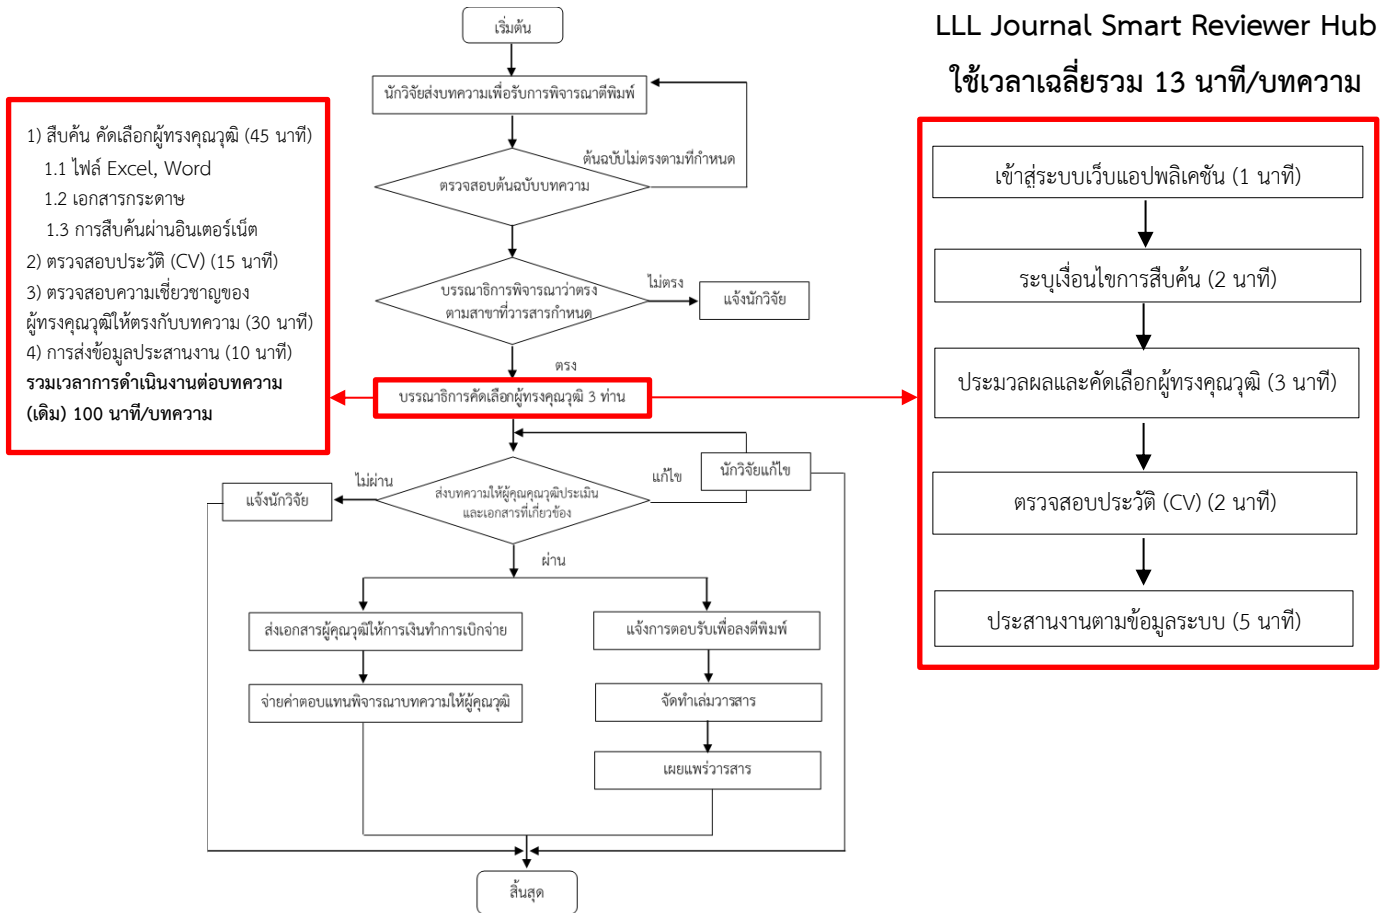 เริ่มต้น
นักวิจัยส่งบทความเพื่อรับการพิจารณาตีพิมพ์
ต้นฉบับไม่ตรงตามที่กำหนด
ตรวจสอบต้นฉบับบทความ
บรรณาธิการพิจารณาว่าตรง
ตามสาขาที่วารสารกำหนด
ไม่ตรง
แจ้งนักวิจัย
ตรง
บรรณาธิการคัดเลือกผู้ทรงคุณวุฒิ 3 ท่าน
1) สืบค้น คัดเลือกผู้ทรงคุณวุฒิ (45 นาที)
1.1 ไฟล์ Excel, Word
1.2 เอกสารกระดาษ
1.3 การสืบค้นผ่านอินเตอร์เน็ต
2) ตรวจสอบประวัติ (CV) (15 นาที)
3) ตรวจสอบความเชี่ยวชาญของ
ผู้ทรงคุณวุฒิให้ตรงกับบทความ (30 นาที)
4) การส่งข้อมูลประสานงาน (10 นาที)
รวมเวลาการดำเนินงานต่อบทความ
(เดิม) 100 นาที/บทความ
ไม่ผ่าน
แจ้งนักวิจัย
ส่งบทความให้ผู้คุณคุณวุฒิประเมิน
และเอกสารที่เกี่ยวข้อง
แก้ไข
นักวิจัยแก้ไข
ผ่าน
ส่งเอกสารผู้คุณวุฒิให้การเงินทำการเบิกจ่าย
แจ้งการตอบรับเพื่อลงตีพิมพ์
จ่ายค่าตอบแทนพิจารณาบทความให้ผู้คุณวุฒิ
จัดทำเล่มวารสาร
เผยแพร่วารสาร
สิ้นสุด
LLL Journal Smart Reviewer Hub
ใช้เวลาเฉลี่ยรวม 13 นาที/บทความ
เข้าสู่ระบบเว็บแอปพลิเคชัน (1 นาที)
ระบุเงื่อนไขการสืบค้น (2 นาที)
ประมวลผลและคัดเลือกผู้ทรงคุณวุฒิ (3 นาที)
ตรวจสอบประวัติ (CV) (2 นาที)
ประสานงานตามข้อมูลระบบ (5 นาที)